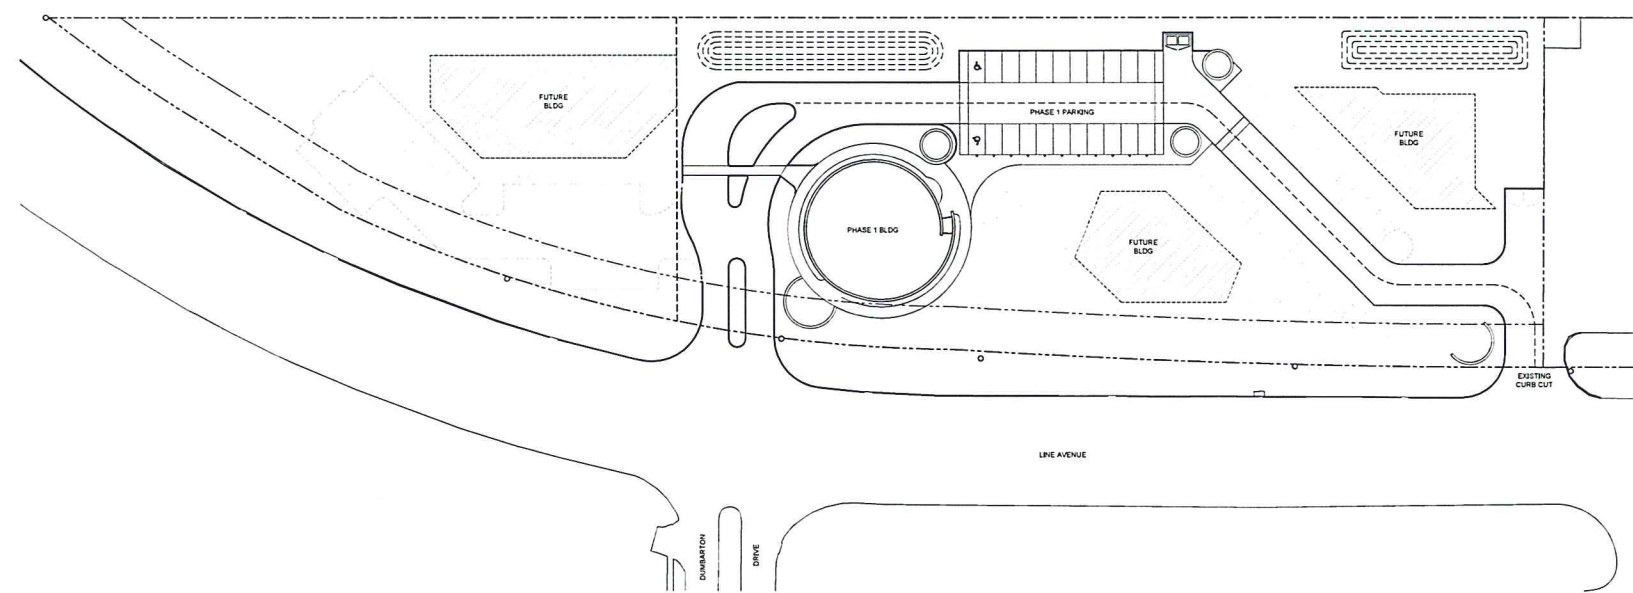 FUTURE
BLDG
PHASE 1 PARKING
FUTURE
BLDG
PHASE 1 BLDG
FUTURE
BLDG
EXISTING
CURB CUT
LINE AVENUE
DUMBARTON
DRIVE